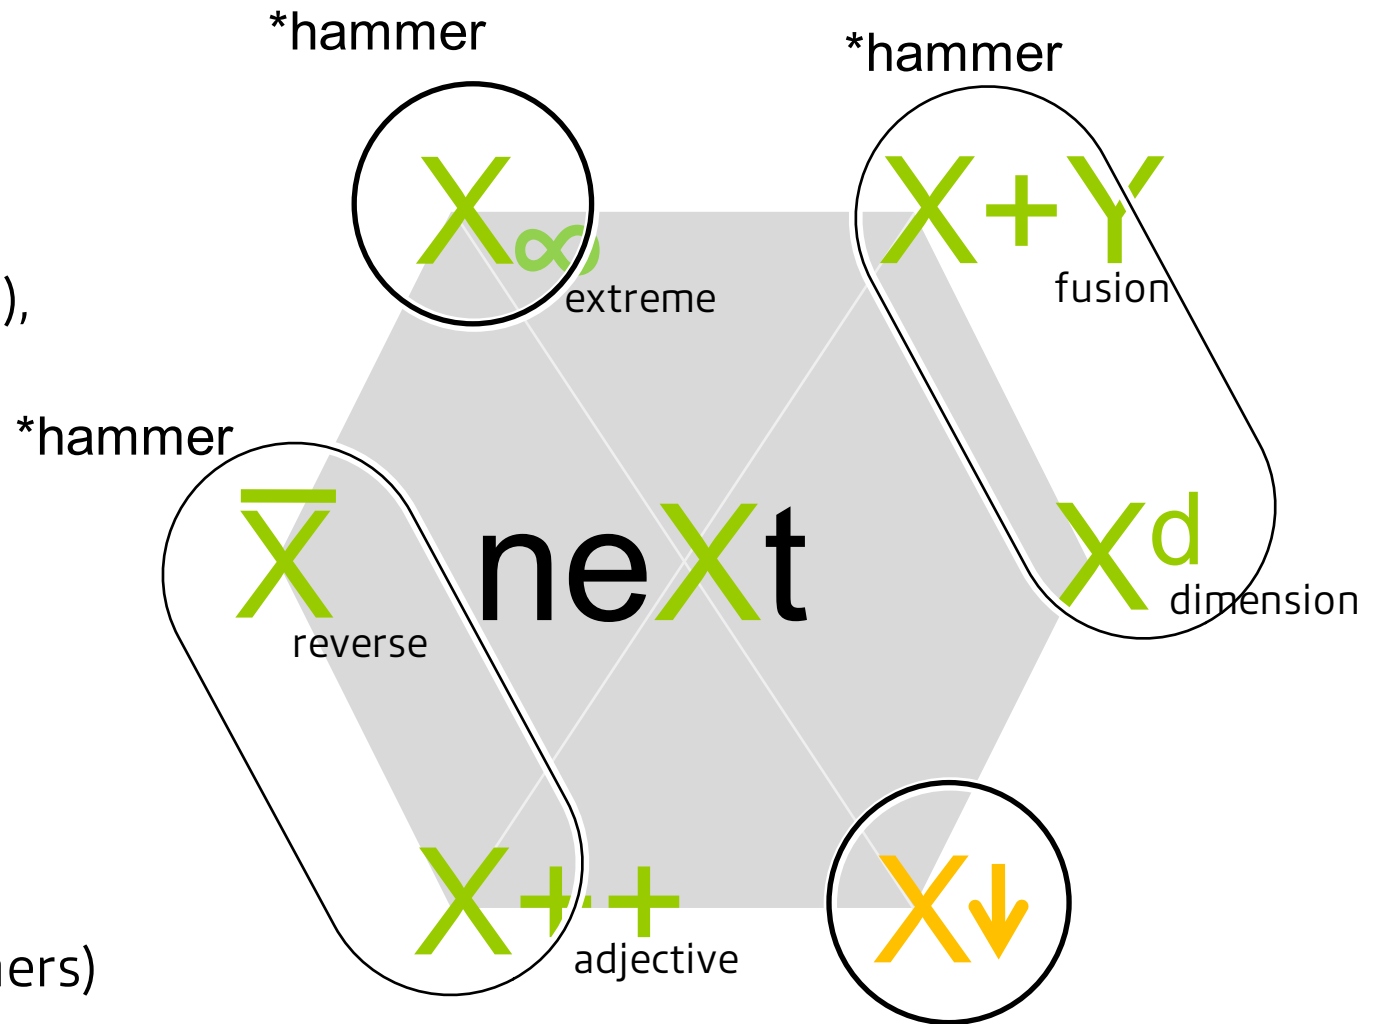 *hammer
*hammer
X∞
extreme
X+Y
fusion
),
*hammer
X̅
reverse
neXt
Xᵈ
dimension
X++
adjective
X↓
ers)